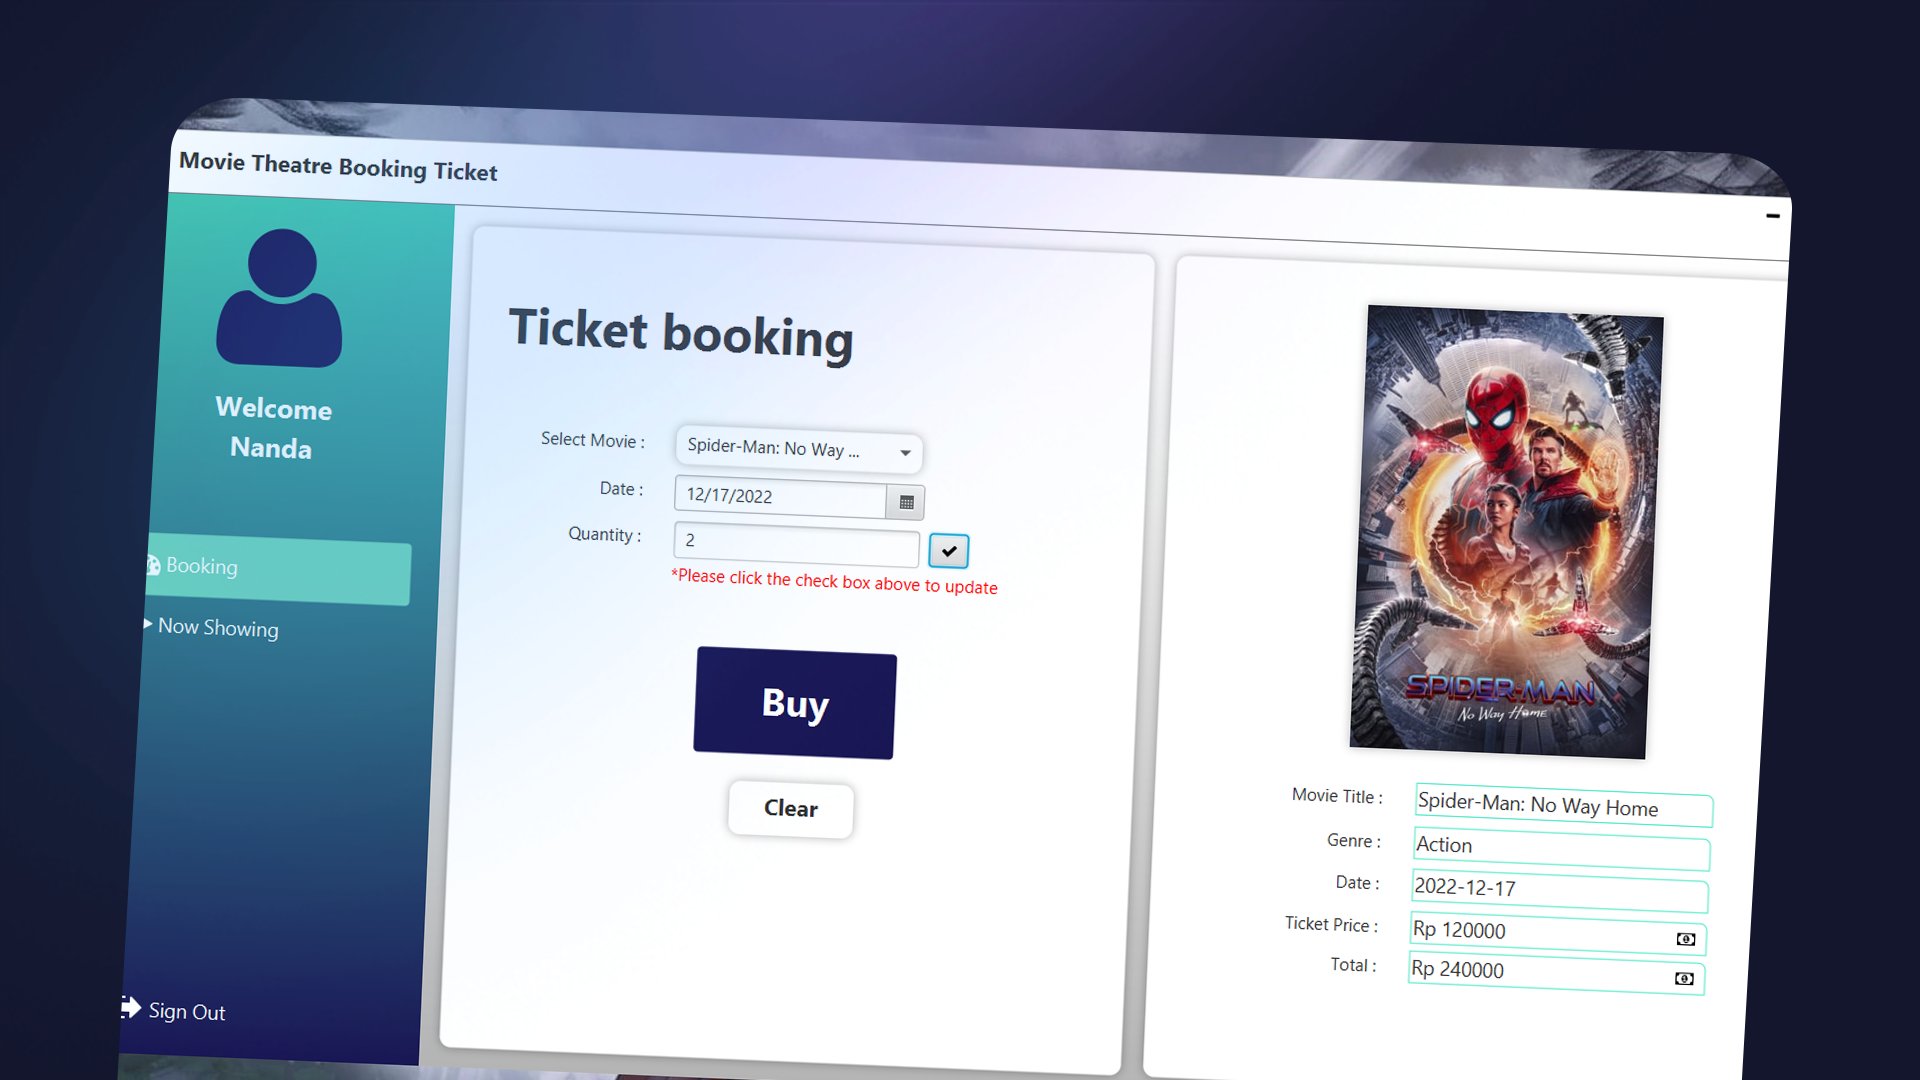 Movie Theatre Booking Ticket
Welcome
Nanda
Booking
Now Showing
Sign Out
Ticket booking
Select Movie :
Spider-Man: No Way ...
Date :
12/17/2022
Quantity :
2
*Please click the check box above to update
Buy
Clear
SPIDER-MAN
No Way Home
Movie Title :
Spider-Man: No Way Home
Genre :
Action
Date :
2022-12-17
Ticket Price :
Rp 120000
Total :
Rp 240000